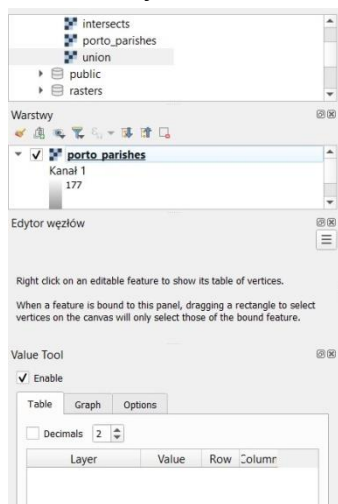 intersects
porto_parishes
union
public
rasters
Warstwy
porto_parishes
Kanał 1
177
Edytor węzłów
Right click on an editable feature to show its table of vertices.
When a feature is bound to this panel, dragging a rectangle to select
vertices on the canvas will only select those of the bound feature.
Value Tool
Enable
Table Graph Options
Decimals 2
Layer Value Row Column